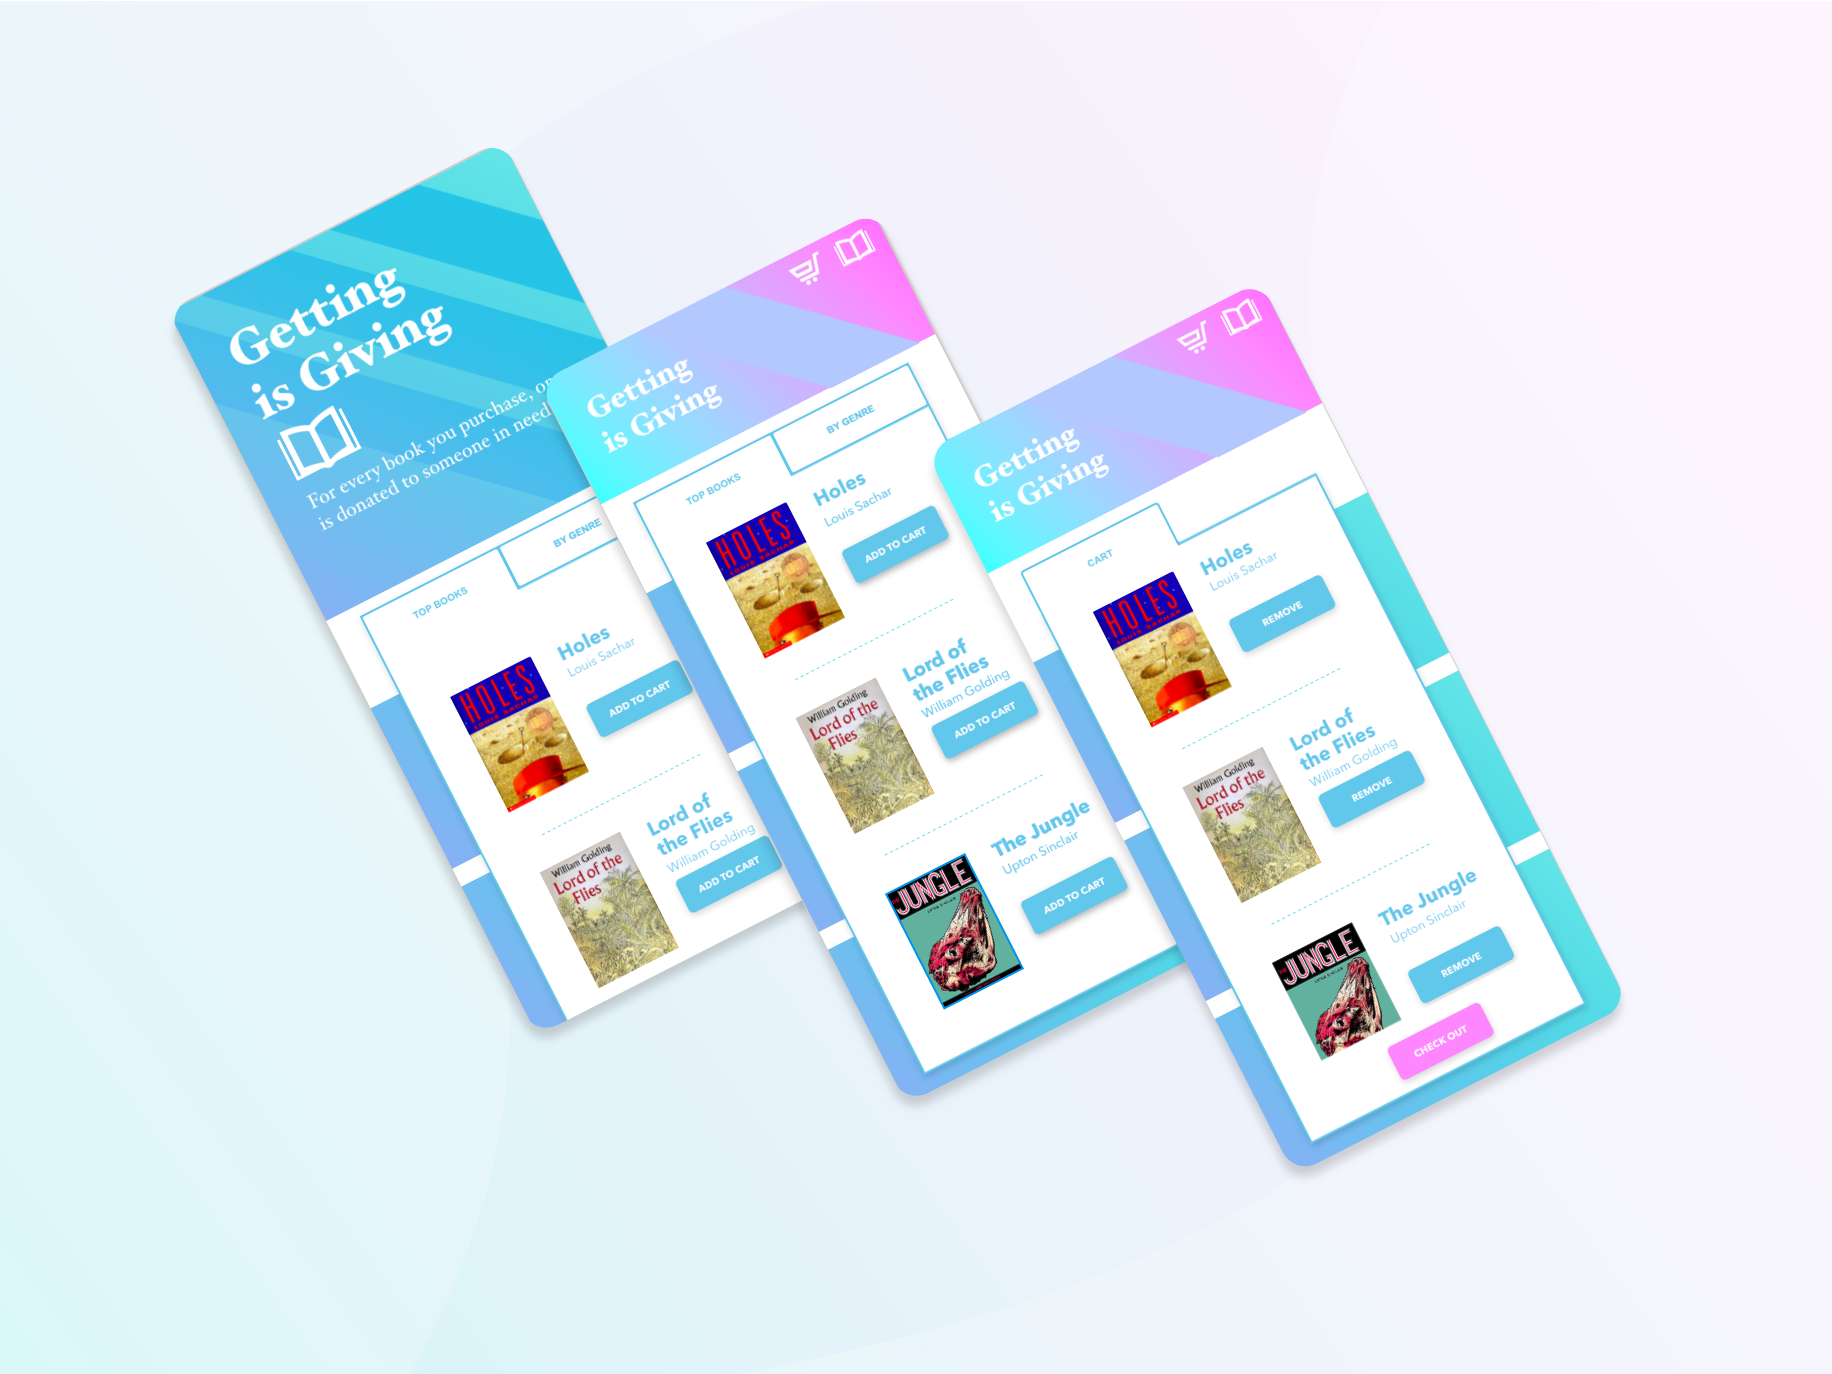 Getting
is Giving
For every book you purchase, on
is donated to someone in need
TOP BOOKS
BY GENRE
HOLES
LOUIS SACHAR
Holes
Louis Sachar
ADD TO CART
William Golding
Lord of the
Flies
Lord of
the Flies
William Golding
ADD TO CART
Getting
is Giving
TOP BOOKS
BY GENRE
HOLES
LOUIS SACHAR
Holes
Louis Sachar
ADD TO CART
William Golding
Lord of the
Flies
Lord of
the Flies
William Golding
ADD TO CART
THE JUNGLE
UPTON SINCLAIR
The Jungle
Upton Sinclair
ADD TO CART
Getting
is Giving
CART
HOLES
LOUIS SACHAR
Holes
Louis Sachar
REMOVE
William Golding
Lord of the
Flies
Lord of
the Flies
William Golding
REMOVE
THE JUNGLE
UPTON SINCLAIR
The Jungle
Upton Sinclair
REMOVE
CHECK OUT